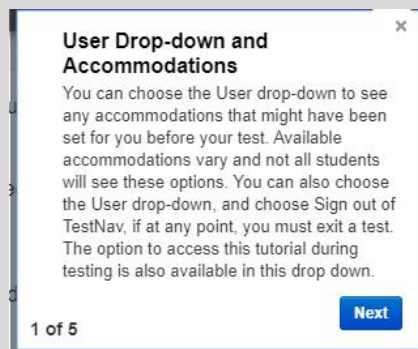 User Drop-down and
Accommodations
You can choose the User drop-down to see
any accommodations that might have been
set for you before your test. Available
accommodations vary and not all students
will see these options. You can also choose
the User drop-down, and choose Sign out of
TestNav, if at any point, you must exit a test.
The option to access this tutorial during
testing is also available in this drop down.
Next
1 of 5